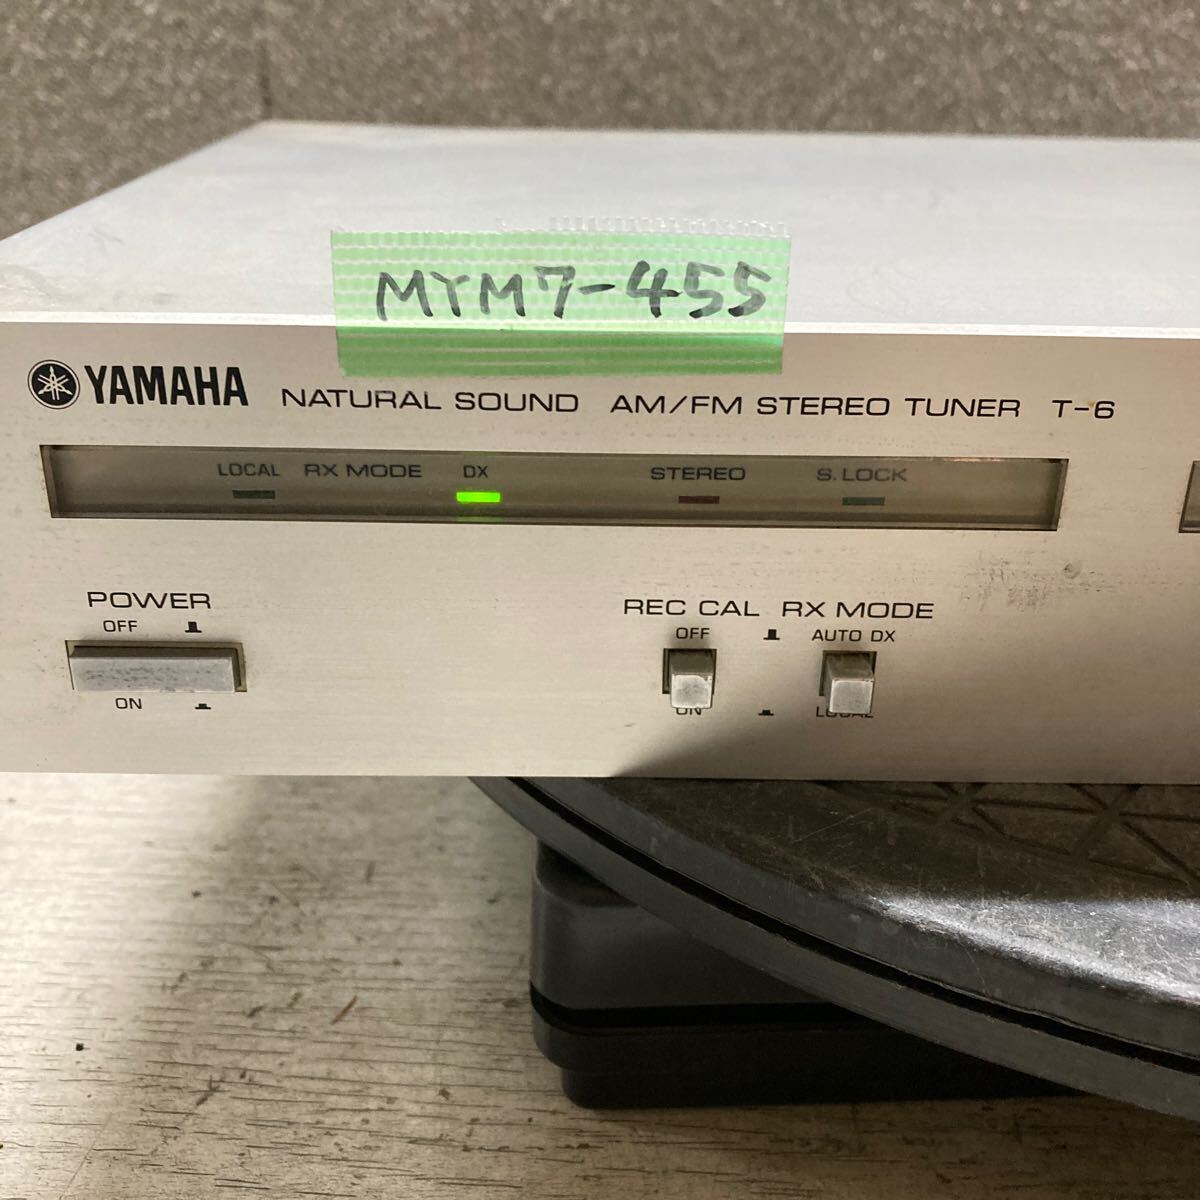 MYM7-455
YAMAHA NATURAL SOUND AM/FM STEREO TUNER T-6
LOCAL RX MODE DX STEREO S.LOCK
POWER
OFF
ON
REC CAL RX MODE
OFF AUTO DX
ON LOCAL